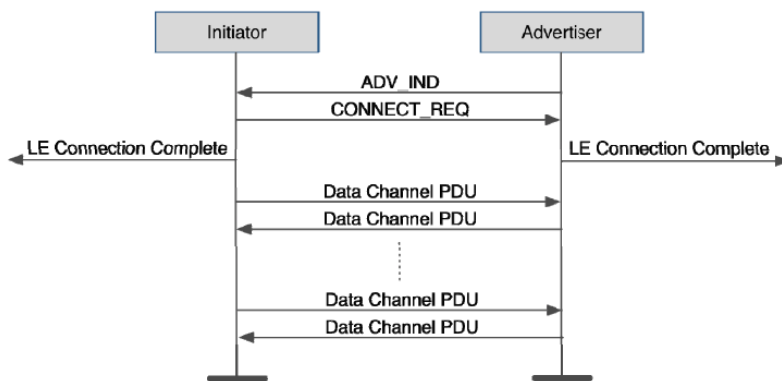 Initiator
Advertiser
ADV_IND
CONNECT_REQ
LE Connection Complete
LE Connection Complete
Data Channel PDU
Data Channel PDU
Data Channel PDU
Data Channel PDU